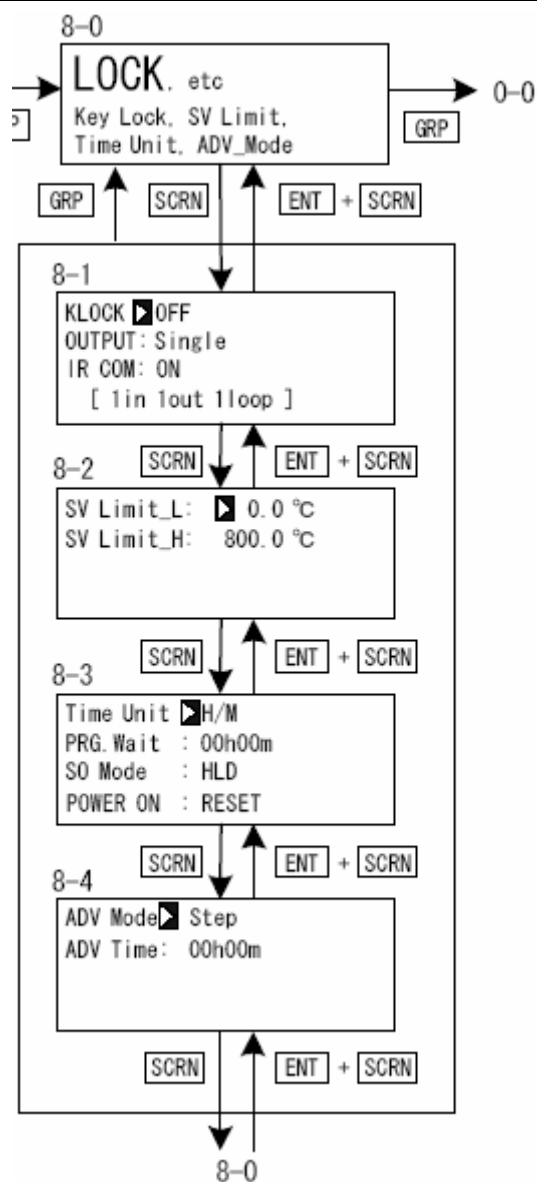 8-0
LOCK. etc
Key Lock, SV Limit,
Time Unit, ADV_Mode
0-0
GRP
GRP
SCRN
ENT + SCRN
8-1
KLOCK OFF
OUTPUT: Single
IR COM: ON
[ 1in 1out 1loop ]
SCRN
ENT + SCRN
8-2
SV Limit_L: 0.0 ℃
SV Limit_H: 800.0 ℃
SCRN
ENT + SCRN
8-3
Time Unit H/M
PRG.Wait : 00h00m
SO Mode : HLD
POWER ON : RESET
SCRN
ENT + SCRN
8-4
ADV Mode Step
ADV Time: 00h00m
SCRN
ENT + SCRN
8-0